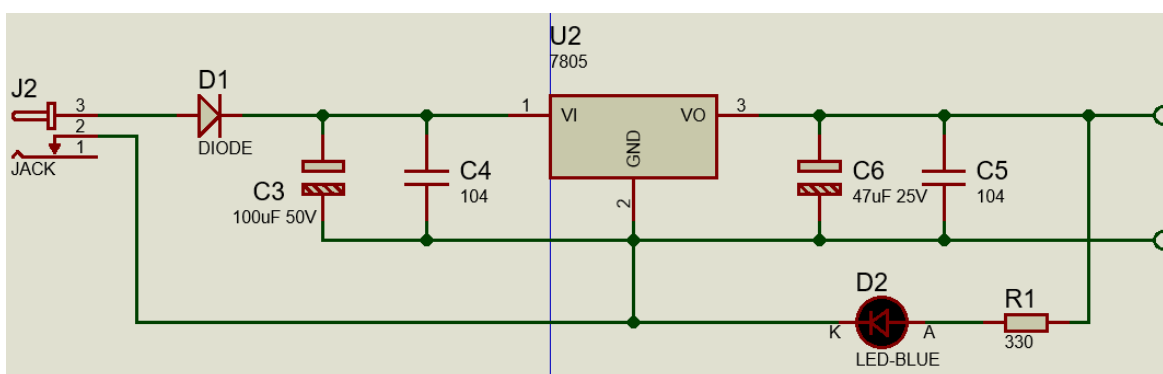 J2
3
2
1
JACK
D1
DIODE
C3
100uF 50V
C4
104
U2
7805
1
VI
VO
3
GND
2
C6
47uF 25V
C5
104
D2
K
A
LED-BLUE
R1
330